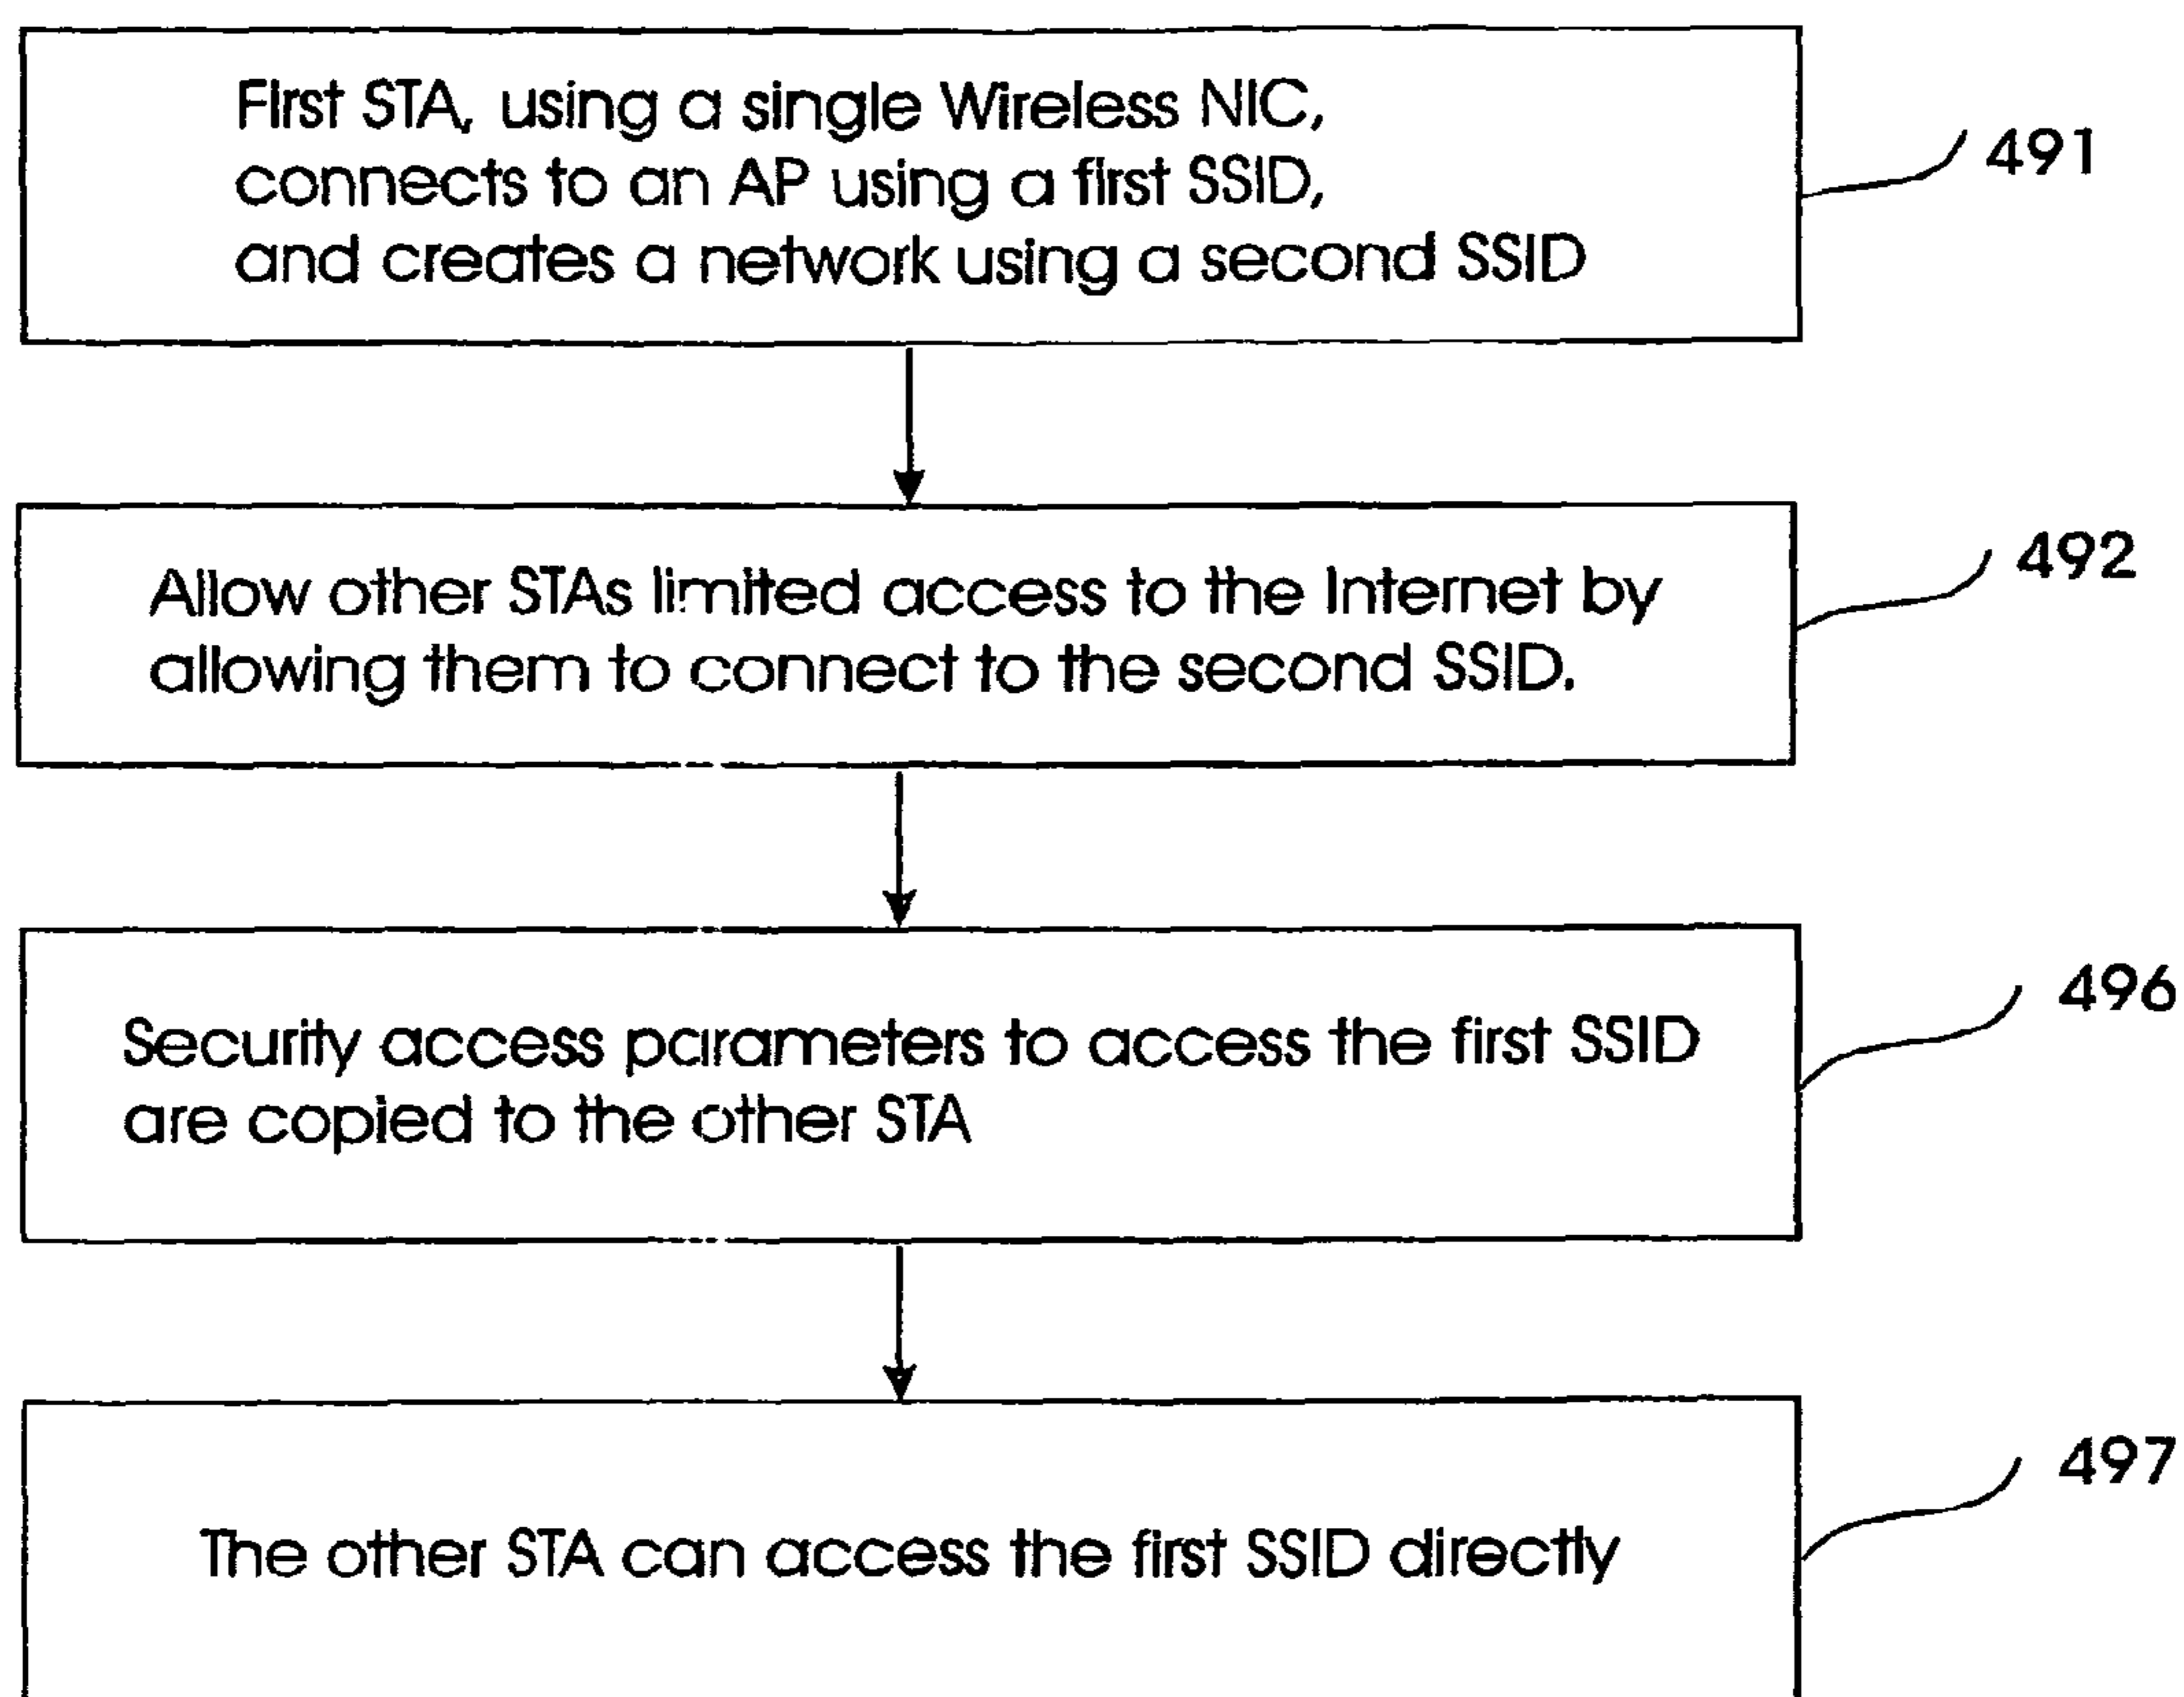 First STA, using a single Wireless NIC,
connects to an AP using a first SSID,
and creates a network using a second SSID
491
Allow other STAs limited access to the Internet by
allowing them to connect to the second SSID.
492
Security access parameters to access the first SSID
are copied to the other STA
496
The other STA can access the first SSID directly
497